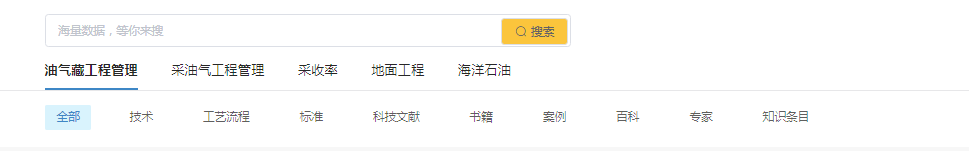 海量数据，等你来搜 搜索
油气藏工程管理 采油气工程管理 采收率 地面工程 海洋石油
全部 技术 工艺流程 标准 科技文献 书籍 案例 百科 专家 知识条目